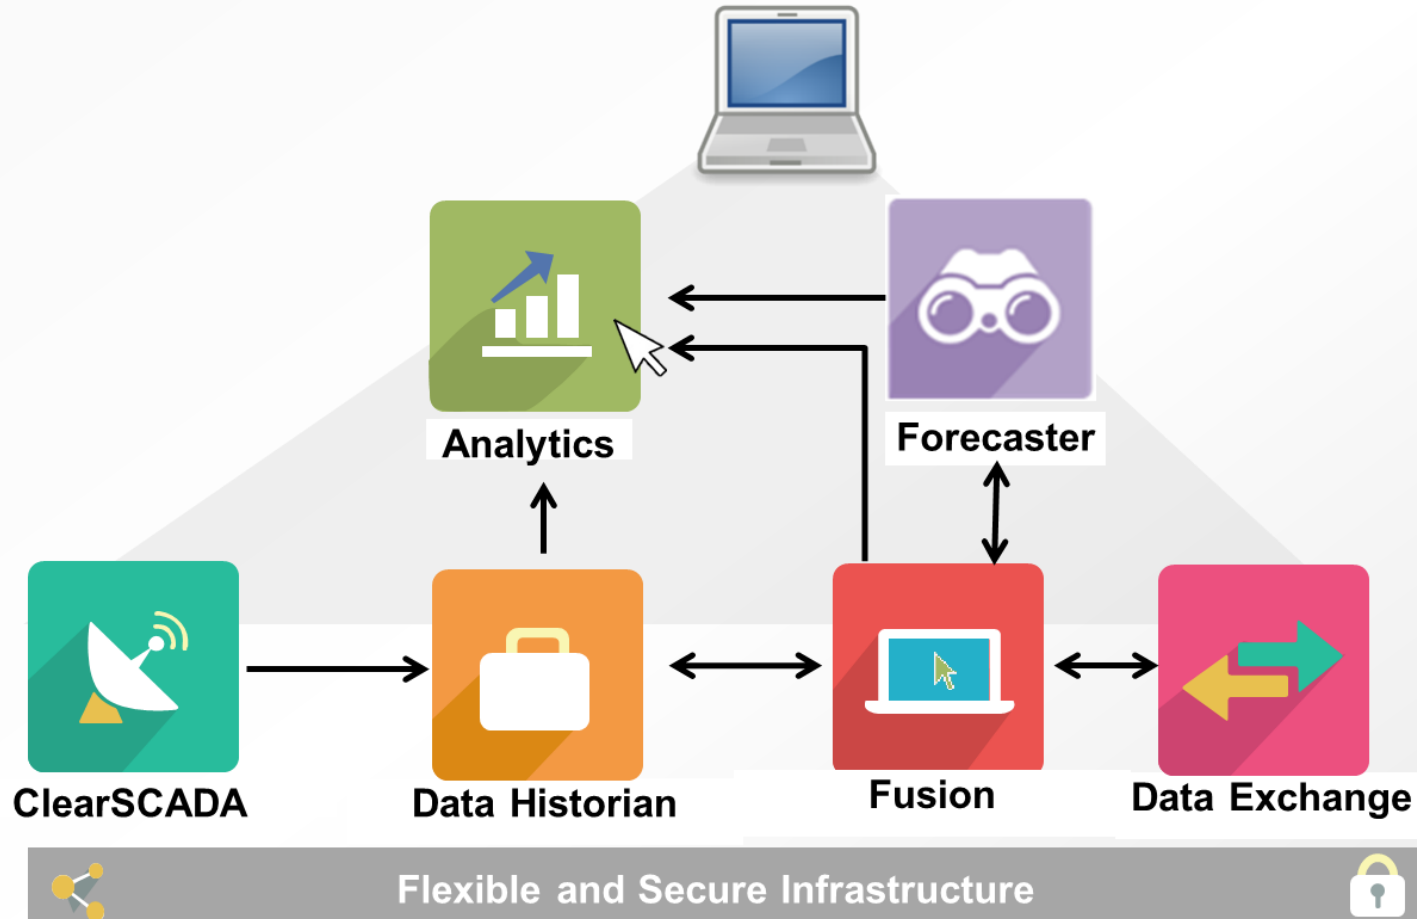 Analytics
Forecaster
ClearSCADA
Data Historian
Fusion
Data Exchange
Flexible and Secure Infrastructure